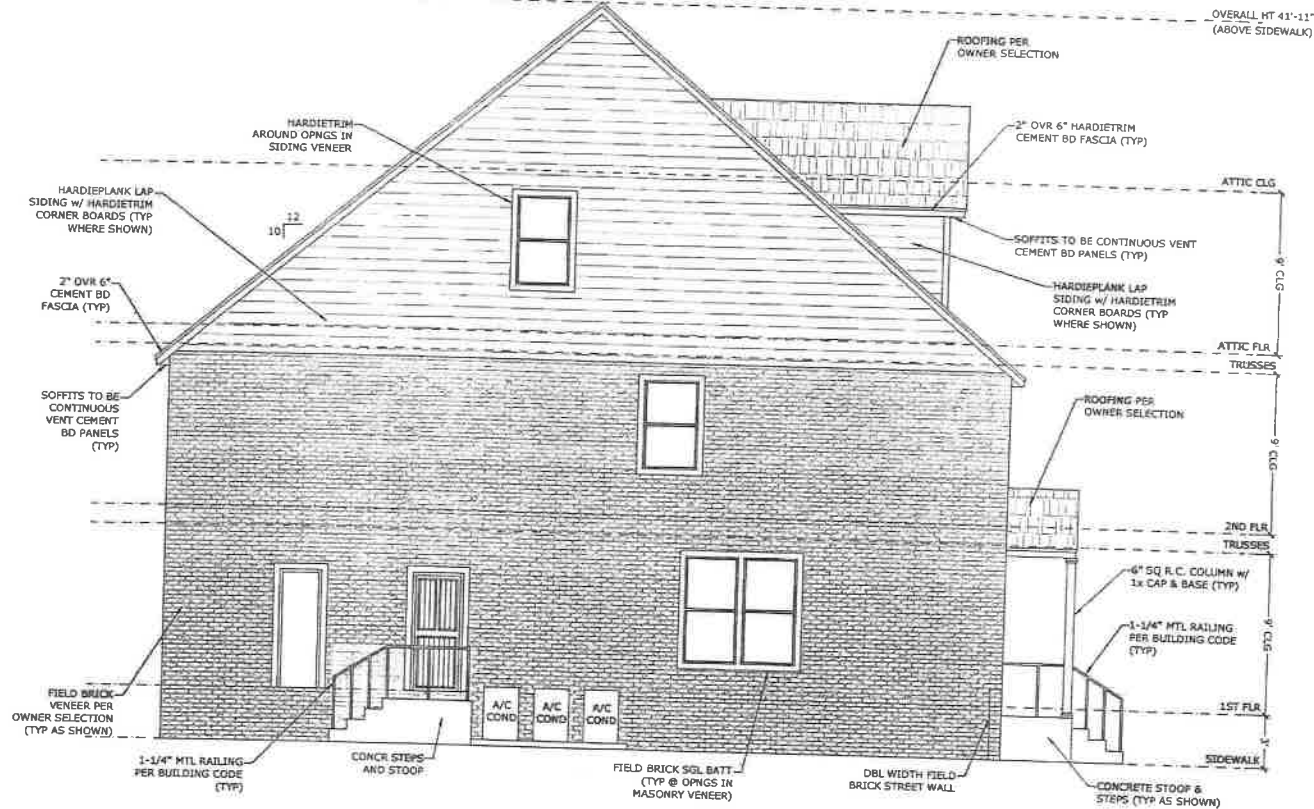 OVERALL HT 41'-11"
(ABOVE SIDEWALK)
ROOFING PER
OWNER SELECTION
HARDIETRIM
AROUND OPNGS IN
SIDING VENEER
2" OVR 6" HARDIETRIM
CEMENT BD FASCIA (TYP)
ATTIC CLG
HARDIEPLANK LAP
SIDING w/ HARDIETRIM
CORNER BOARDS (TYP
WHERE SHOWN)
12
10
SOFFITS TO BE CONTINUOUS VENT
CEMENT BD PANELS (TYP)
9' CLG
2" OVR 6"
CEMENT BD
FASCIA (TYP)
HARDIEPLANK LAP
SIDING w/ HARDIETRIM
CORNER BOARDS (TYP
WHERE SHOWN)
ATTIC FLR
TRUSSES
SOFFITS TO BE
CONTINUOUS
VENT CEMENT
BD PANELS
(TYP)
ROOFING PER
OWNER SELECTION
9' CLG
2ND FLR
TRUSSES
6" SQ R.C. COLUMN w/
1x CAP & BASE (TYP)
9' CLG
1-1/4" MTL RAILING
PER BUILDING CODE
(TYP)
FIELD BRICK
VENEER PER
OWNER SELECTION
(TYP AS SHOWN)
A/C
COND
A/C
COND
A/C
COND
1ST FLR
3'
SIDEWALK
1-1/4" MTL RAILING
PER BUILDING CODE
(TYP)
CONCR STEPS
AND STOOP
FIELD BRICK SGL BATT
(TYP @ OPNGS IN
MASONRY VENEER)
DBL WIDTH FIELD
BRICK STREET WALL
CONCRETE STOOP &
STEPS (TYP AS SHOWN)